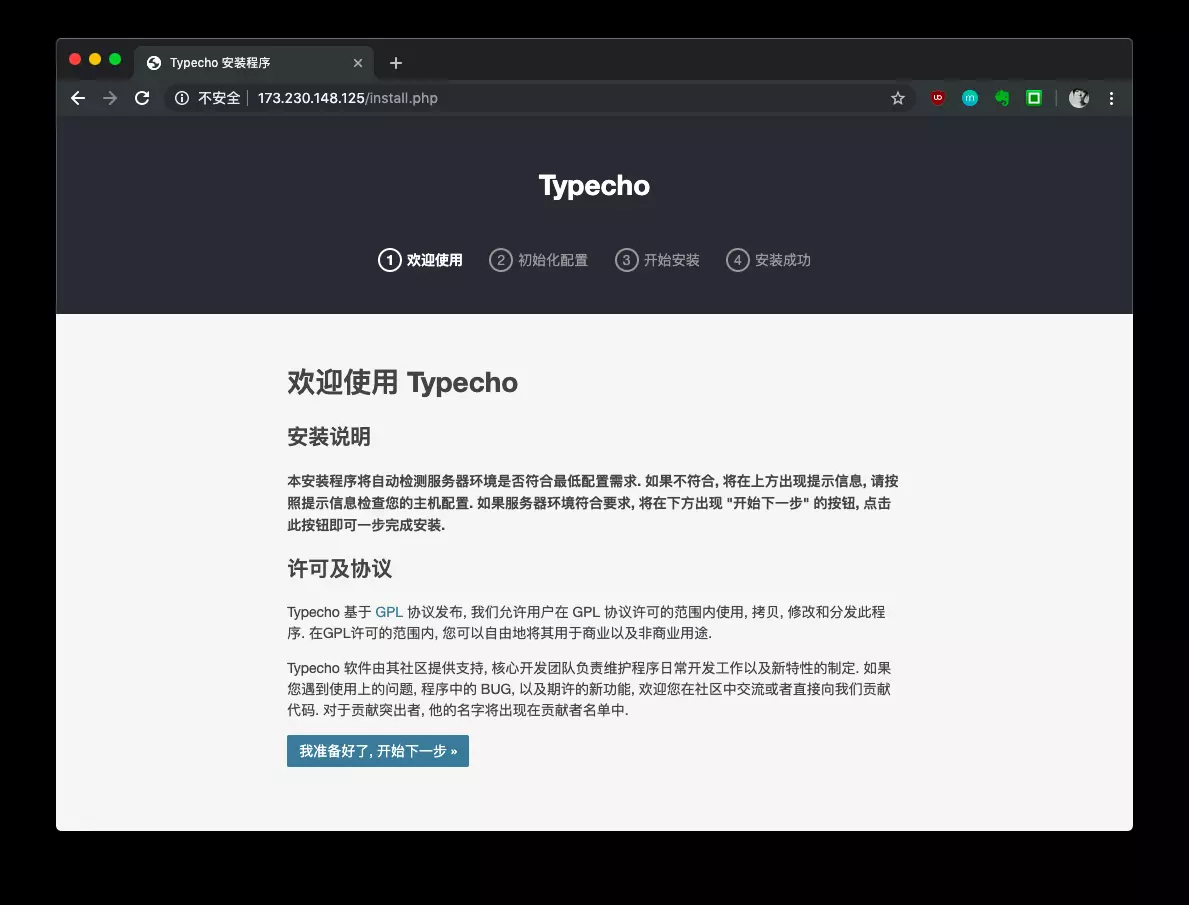 Typecho 安装程序
不安全 173.230.148.125/install.php
Typecho
1 欢迎使用 2 初始化配置 3 开始安装 4 安装成功
欢迎使用 Typecho
安装说明
本安装程序将自动检测服务器环境是否符合最低配置需求. 如果不符合, 将在上方出现提示信息, 请按
照提示信息检查您的主机配置. 如果服务器环境符合要求, 将在下方出现 "开始下一步" 的按钮, 点击
此按钮即可一步完成安装.
许可及协议
Typecho 基于 GPL 协议发布, 我们允许用户在 GPL 协议许可的范围内使用, 拷贝, 修改和分发此程
序. 在GPL许可的范围内, 您可以自由地将其用于商业以及非商业用途.
Typecho 软件由其社区提供支持, 核心开发团队负责维护程序日常开发工作以及新特性的制定. 如果
您遇到使用上的问题, 程序中的 BUG, 以及期许的新功能, 欢迎您在社区中交流或者直接向我们贡献
代码. 对于贡献突出者, 他的名字将出现在贡献者名单中.
我准备好了, 开始下一步 »